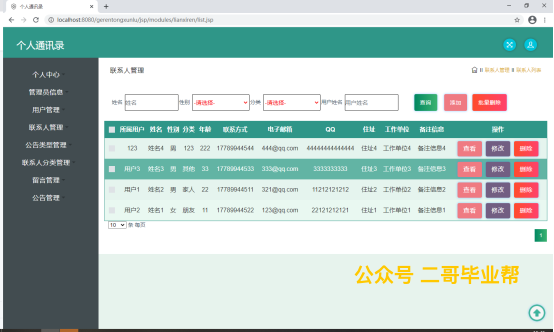 个人通讯录
localhost:8080/gerentongxunlu/jsp/modules/lianxiren/list.jsp
个人通讯录
个人中心
管理员信息
用户管理
联系人管理
公告类型管理
联系人分类管理
留言管理
公告管理
联系人管理
联系人管理 联系人列表
姓名 姓名 性别 -请选择- 分类 -请选择- 用户姓名 用户姓名 查询 添加 批量删除
所属用户 姓名 性别 分类 年龄 联系方式 电子邮箱 QQ 住址 工作单位 备注信息 操作
123 姓名4 男 123 222 17789944544 444@qq.com 44444444444444 住址4 工作单位4 备注信息4 查看 修改 删除
用户3 姓名3 男 其他 33 17789944533 333@qq.com 3333333333 住址3 工作单位3 备注信息3 查看 修改 删除
用户2 姓名2 男 家人 22 17789944511 321@qq.com 11212121212 住址2 工作单位2 备注信息2 查看 修改 删除
用户1 姓名1 女 朋友 11 17789944522 123@qq.com 22121212121 住址1 工作单位1 备注信息1 查看 修改 删除
10 条 每页
1
公众号 二哥毕业帮